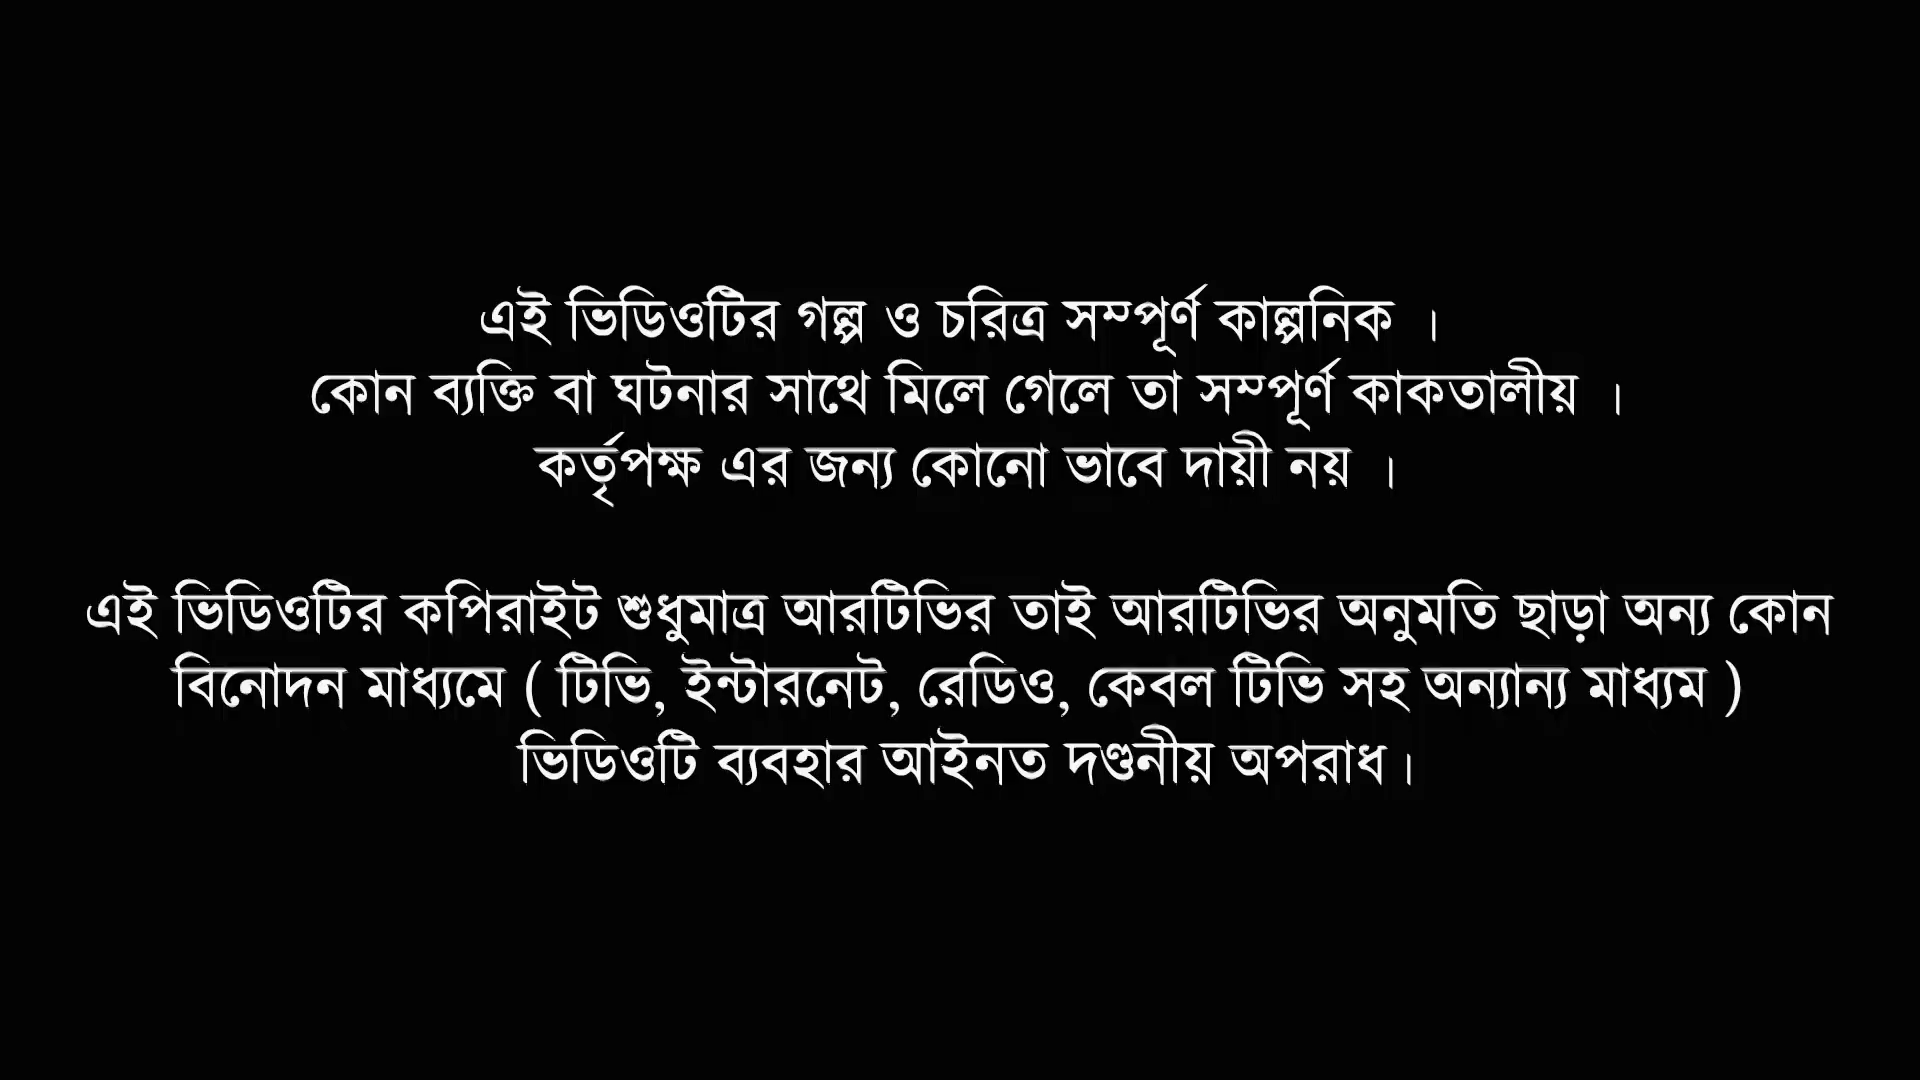 এই ভিডিওটির গল্প ও চরিত্র সম্পূর্ণ কাল্পনিক ।
কোন ব্যক্তি বা ঘটনার সাথে মিলে গেলে তা সম্পূর্ণ কাকতালীয় ।
কর্তৃপক্ষ এর জন্য কোনো ভাবে দায়ী নয় ।
এই ভিডিওটির কপিরাইট শুধুমাত্র আরটিভির তাই আরটিভির অনুমতি ছাড়া অন্য কোন
বিনোদন মাধ্যমে ( টিভি, ইন্টারনেট, রেডিও, কেবল টিভি সহ অন্যান্য মাধ্যম )
ভিডিওটি ব্যবহার আইনত দণ্ডনীয় অপরাধ।